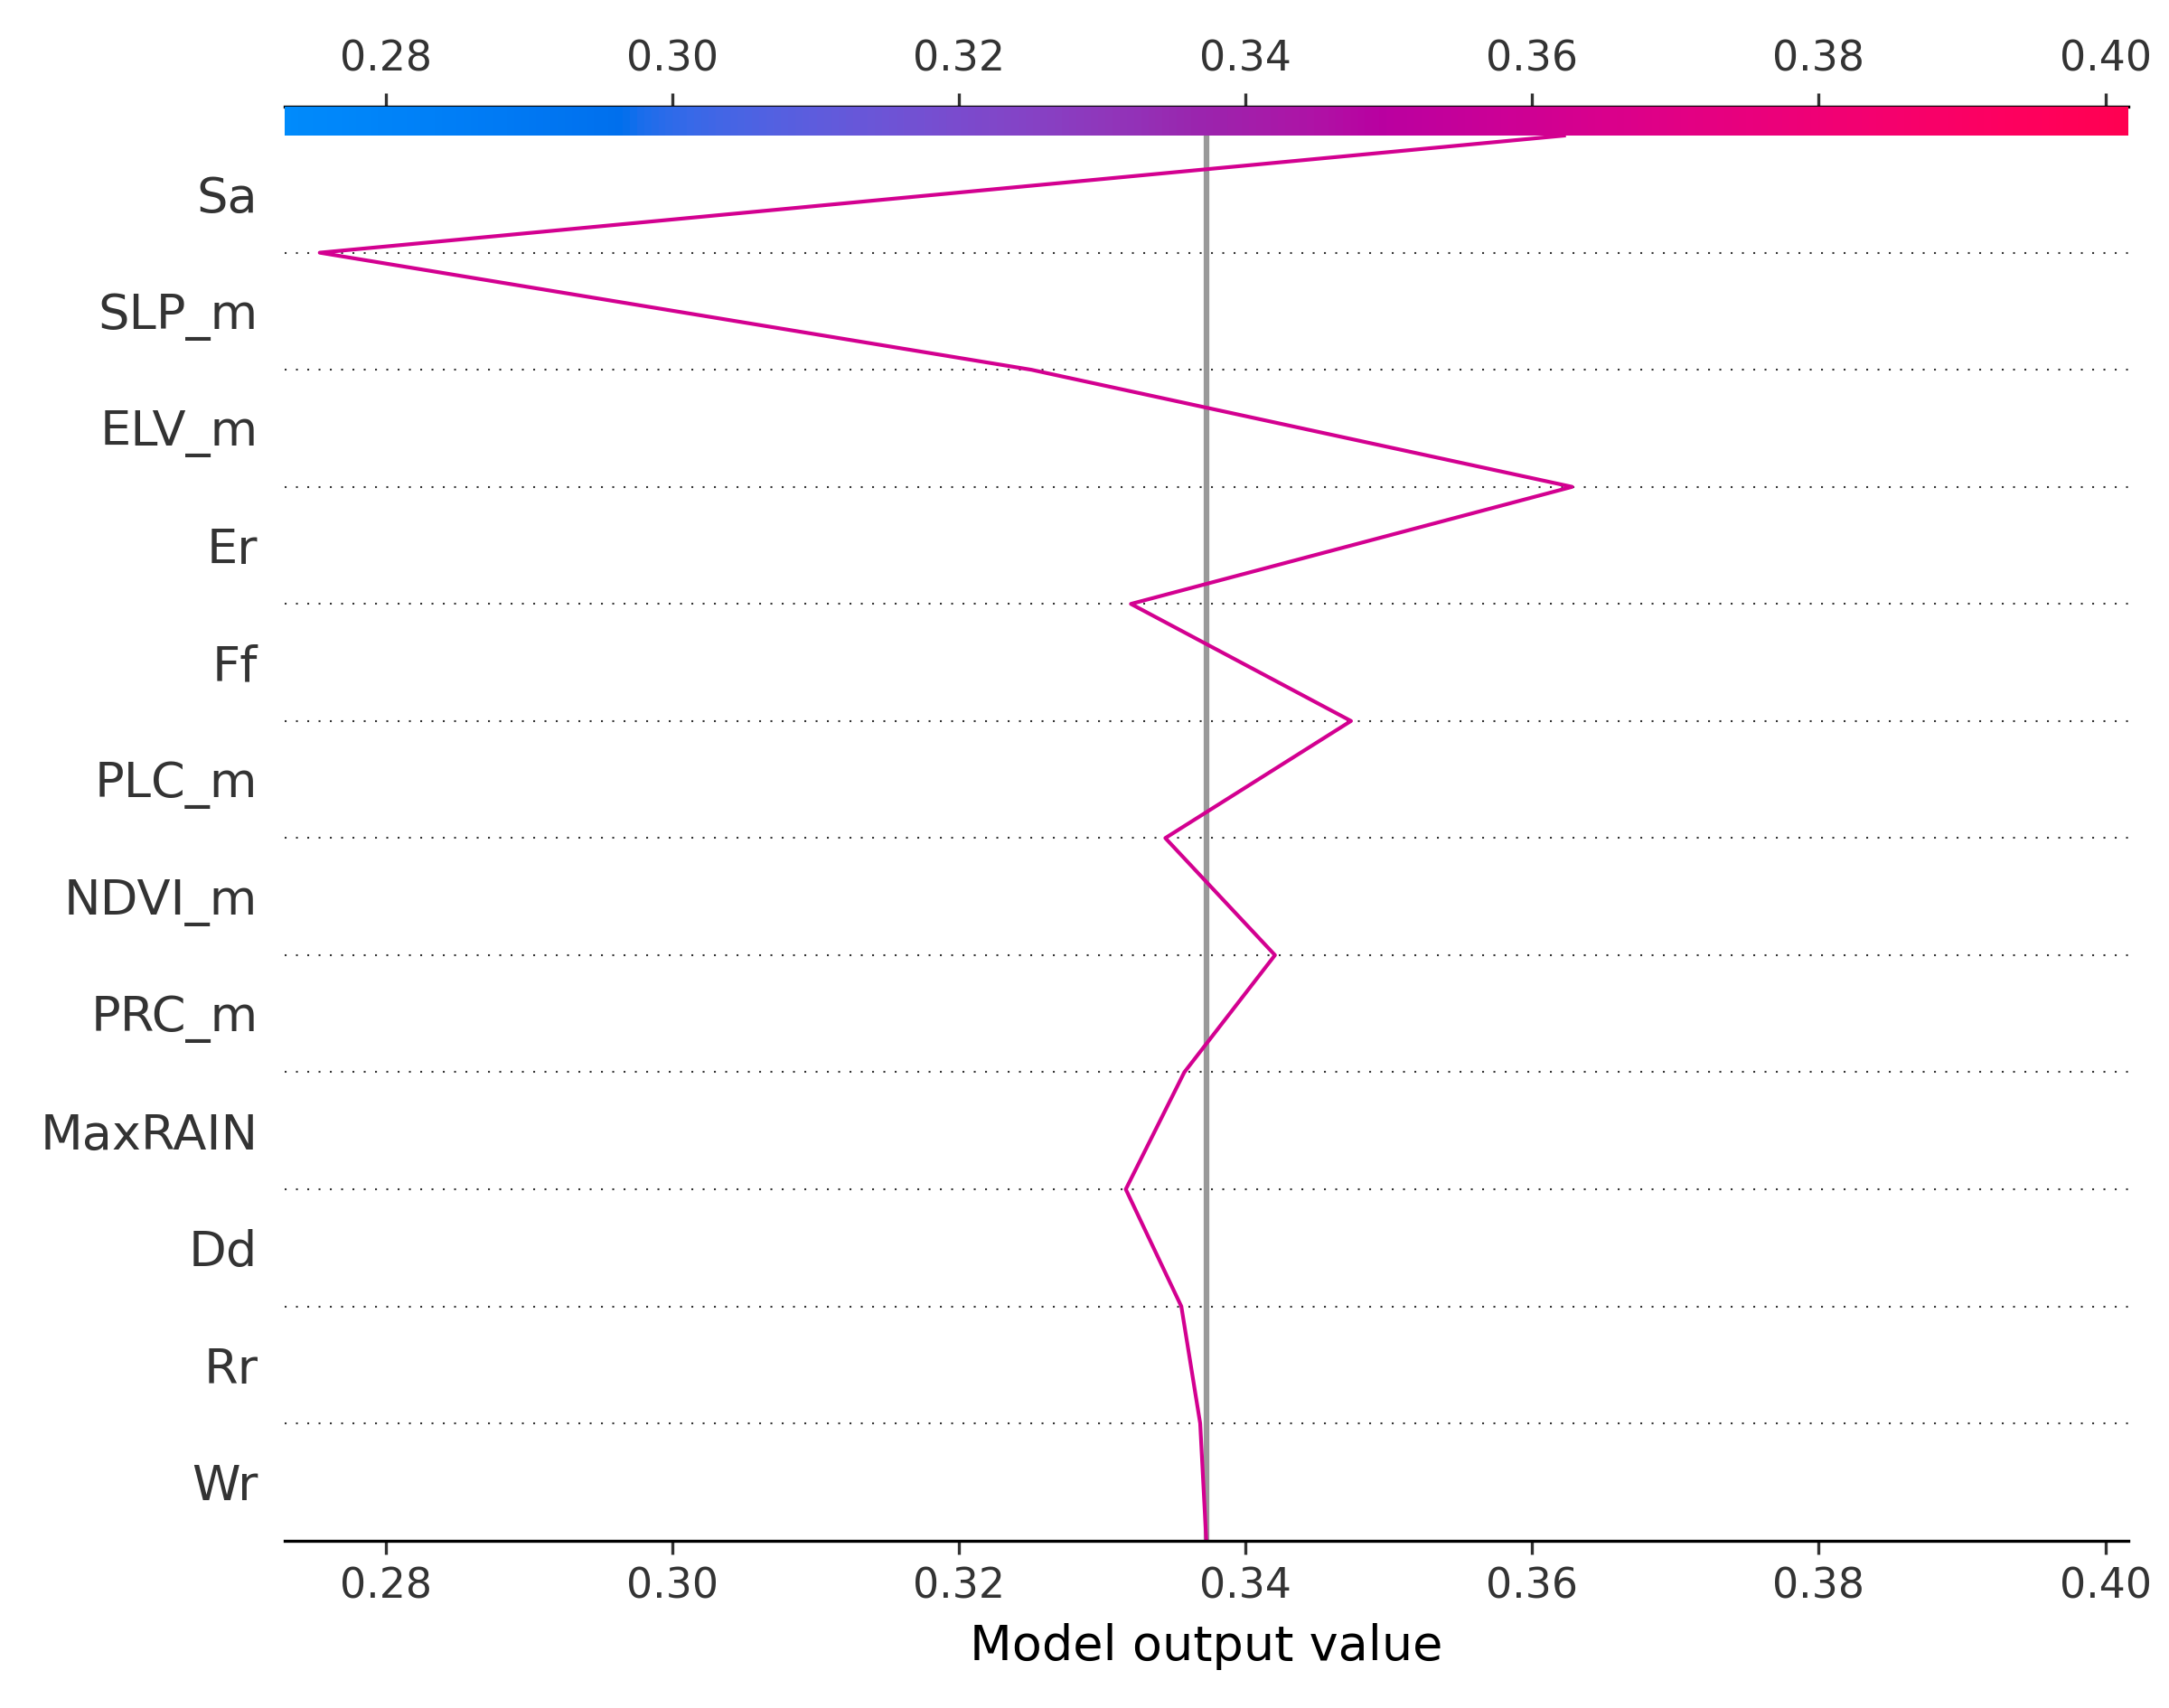 0.28 0.30 0.32 0.34 0.36 0.38 0.40
Sa
SLP_m
ELV_m
Er
Ff
PLC_m
NDVI_m
PRC_m
MaxRAIN
Dd
Rr
Wr
0.28 0.30 0.32 0.34 0.36 0.38 0.40
Model output value